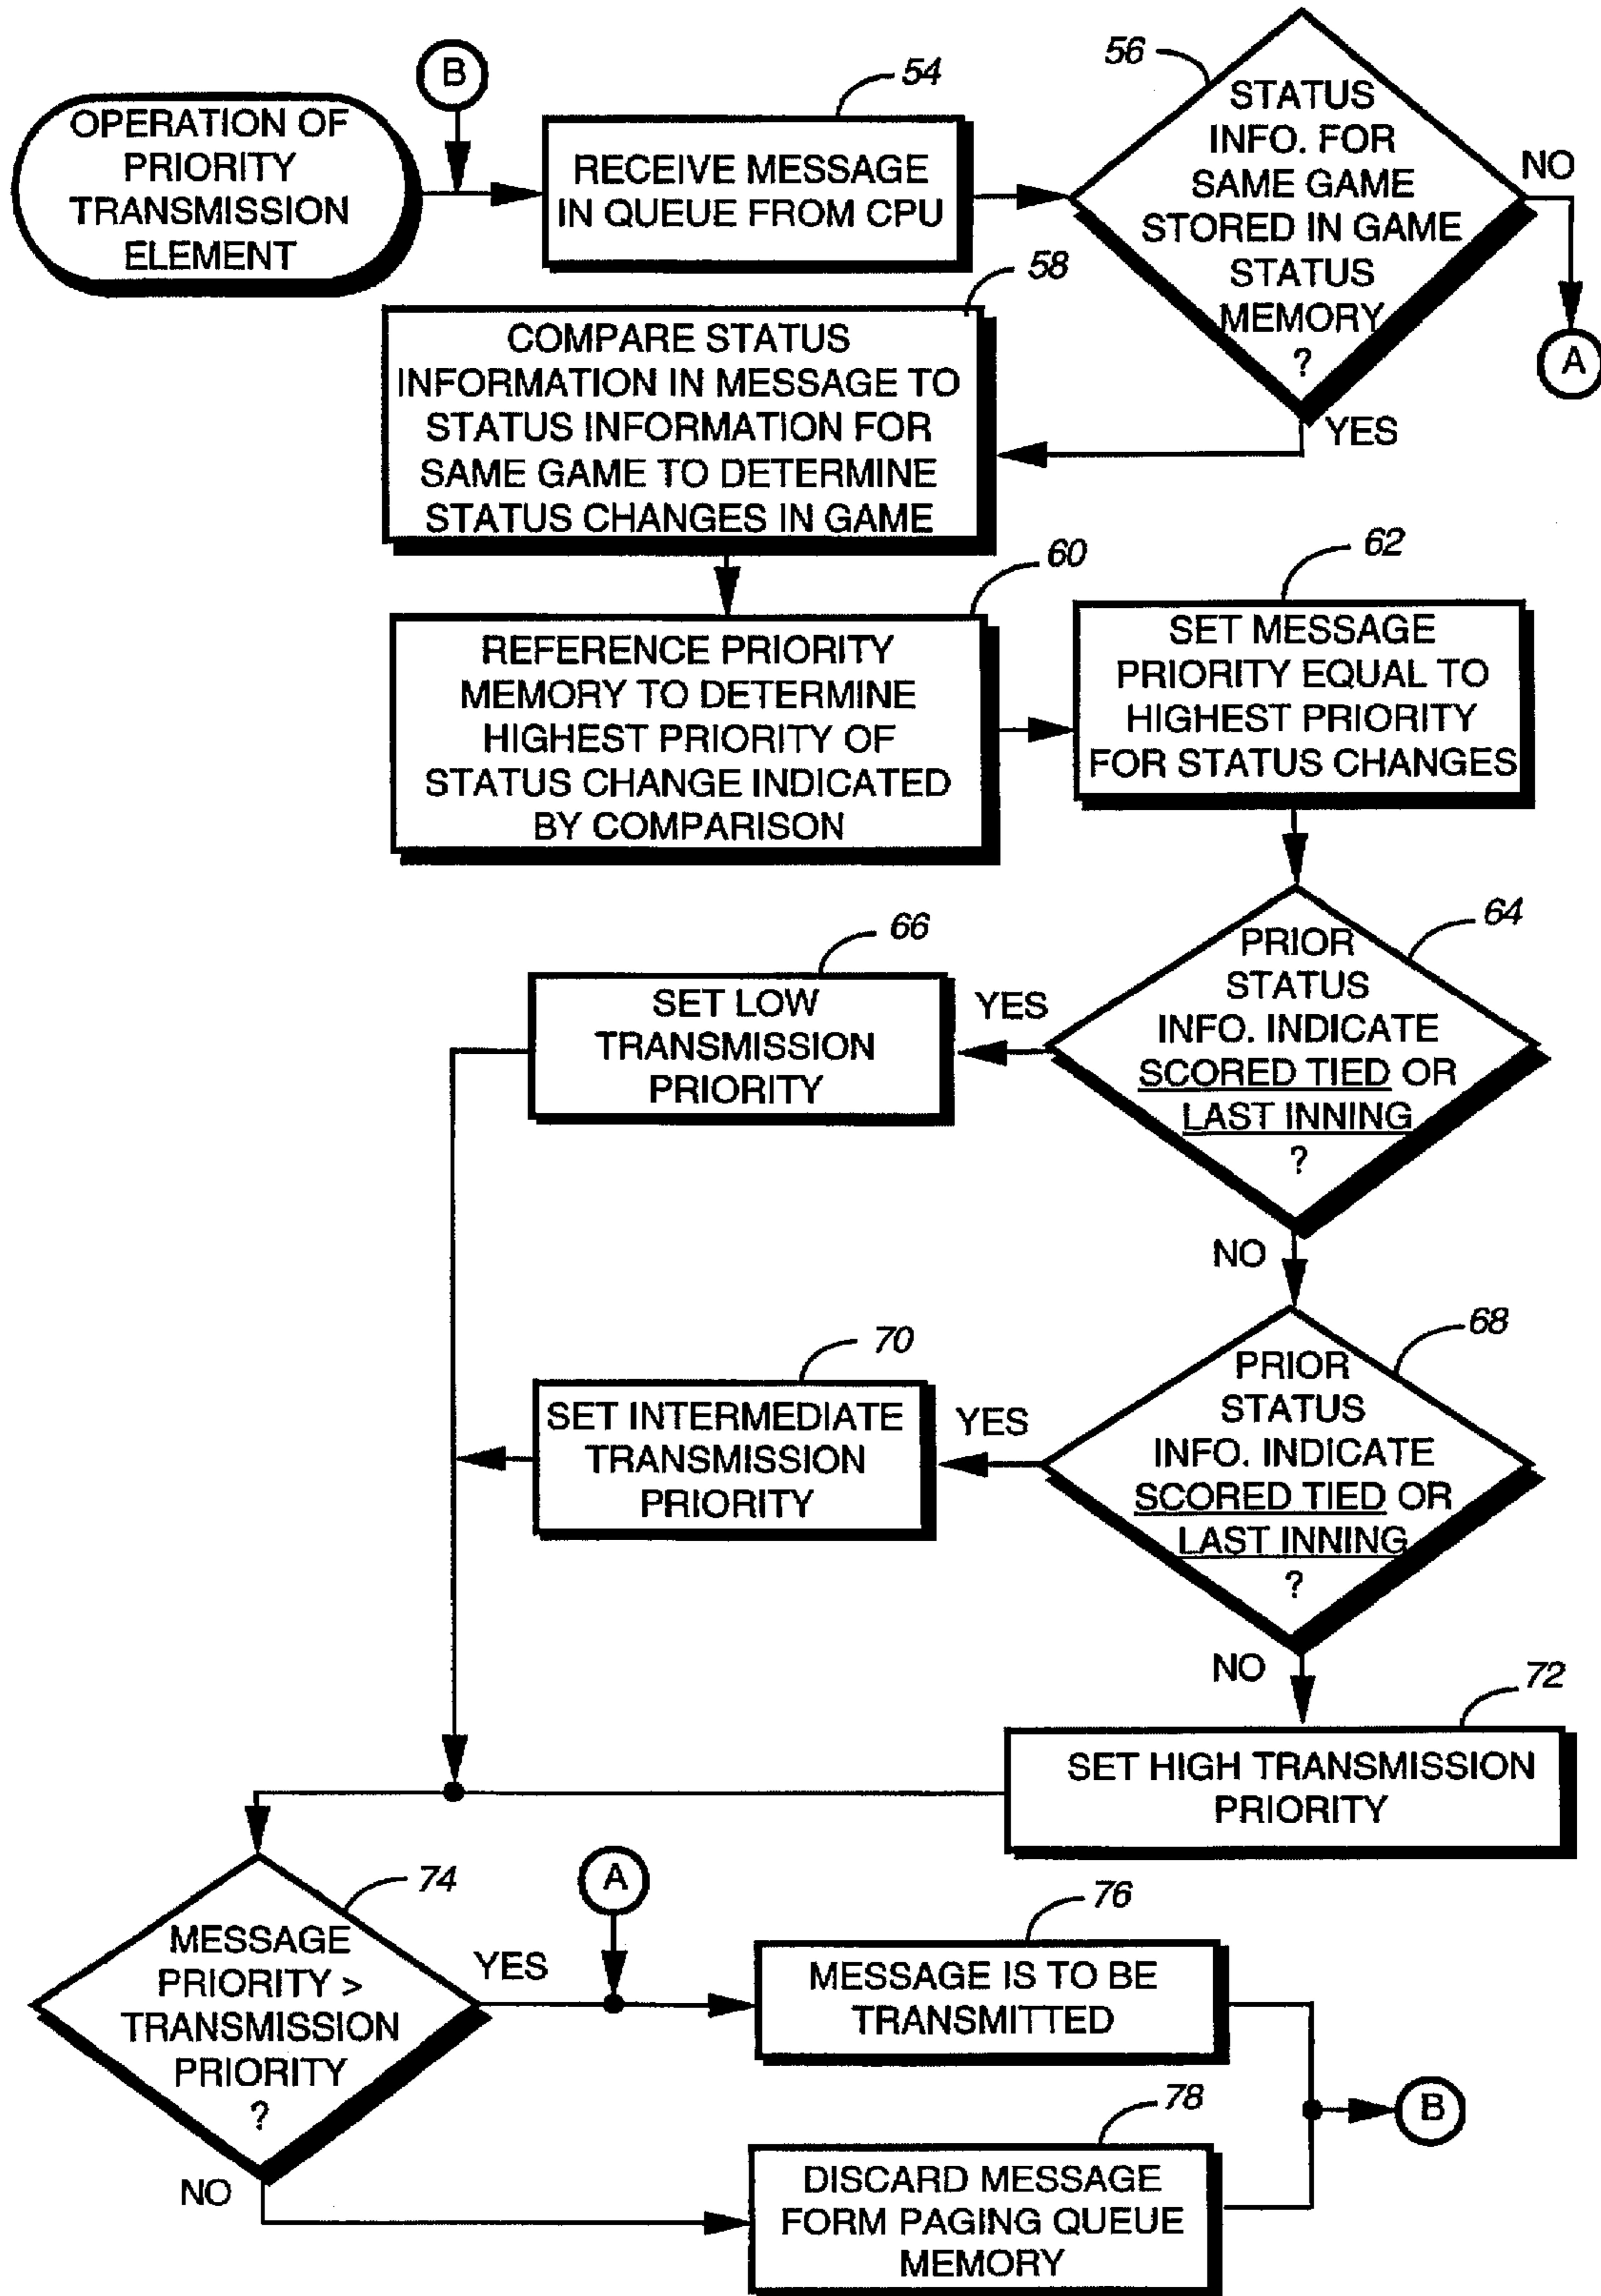 B
OPERATION OF
PRIORITY
TRANSMISSION
ELEMENT
54
RECEIVE MESSAGE
IN QUEUE FROM CPU
56
STATUS
INFO. FOR
SAME GAME
STORED IN GAME
STATUS
MEMORY
?
NO
A
YES
58
COMPARE STATUS
INFORMATION IN MESSAGE TO
STATUS INFORMATION FOR
SAME GAME TO DETERMINE
STATUS CHANGES IN GAME
60
REFERENCE PRIORITY
MEMORY TO DETERMINE
HIGHEST PRIORITY OF
STATUS CHANGE INDICATED
BY COMPARISON
62
SET MESSAGE
PRIORITY EQUAL TO
HIGHEST PRIORITY
FOR STATUS CHANGES
64
PRIOR
STATUS
INFO. INDICATE
SCORED TIED OR
LAST INNING
?
YES
66
SET LOW
TRANSMISSION
PRIORITY
NO
68
PRIOR
STATUS
INFO. INDICATE
SCORED TIED OR
LAST INNING
?
YES
70
SET INTERMEDIATE
TRANSMISSION
PRIORITY
NO
72
SET HIGH TRANSMISSION
PRIORITY
74
MESSAGE
PRIORITY >
TRANSMISSION
PRIORITY
?
YES
A
76
MESSAGE IS TO BE
TRANSMITTED
NO
78
DISCARD MESSAGE
FORM PAGING QUEUE
MEMORY
B